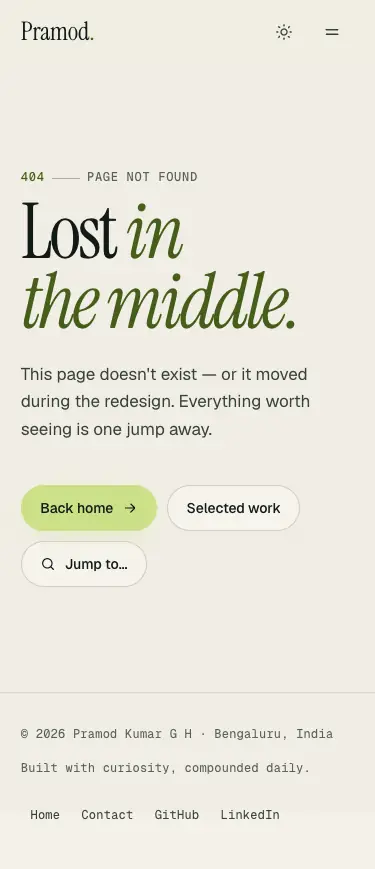 Pramod.
404 PAGE NOT FOUND
Lost in
the middle.
This page doesn't exist — or it moved
during the redesign. Everything worth
seeing is one jump away.
Back home →
Selected work
Jump to…
© 2026 Pramod Kumar G H · Bengaluru, India
Built with curiosity, compounded daily.
Home Contact GitHub LinkedIn